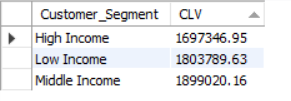 Customer_Segment CLV
High Income 1697346.95
Low Income 1803789.63
Middle Income 1899020.16